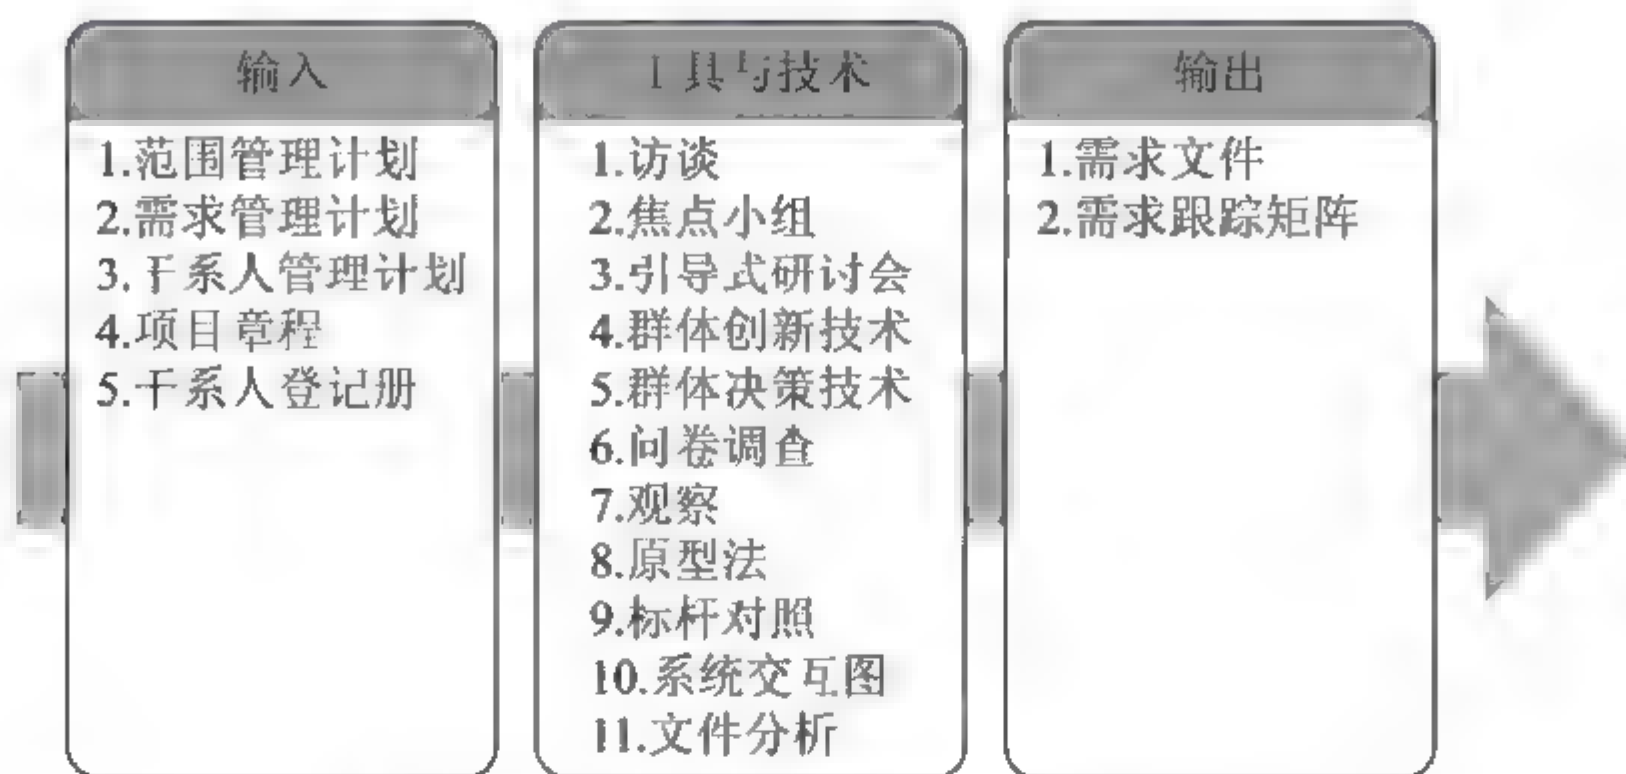 输入
1.范围管理计划
2.需求管理计划
3.干系人管理计划
4.项目章程
5.干系人登记册
工具与技术
1.访谈
2.焦点小组
3.引导式研讨会
4.群体创新技术
5.群体决策技术
6.问卷调查
7.观察
8.原型法
9.标杆对照
10.系统交互图
11.文件分析
输出
1.需求文件
2.需求跟踪矩阵